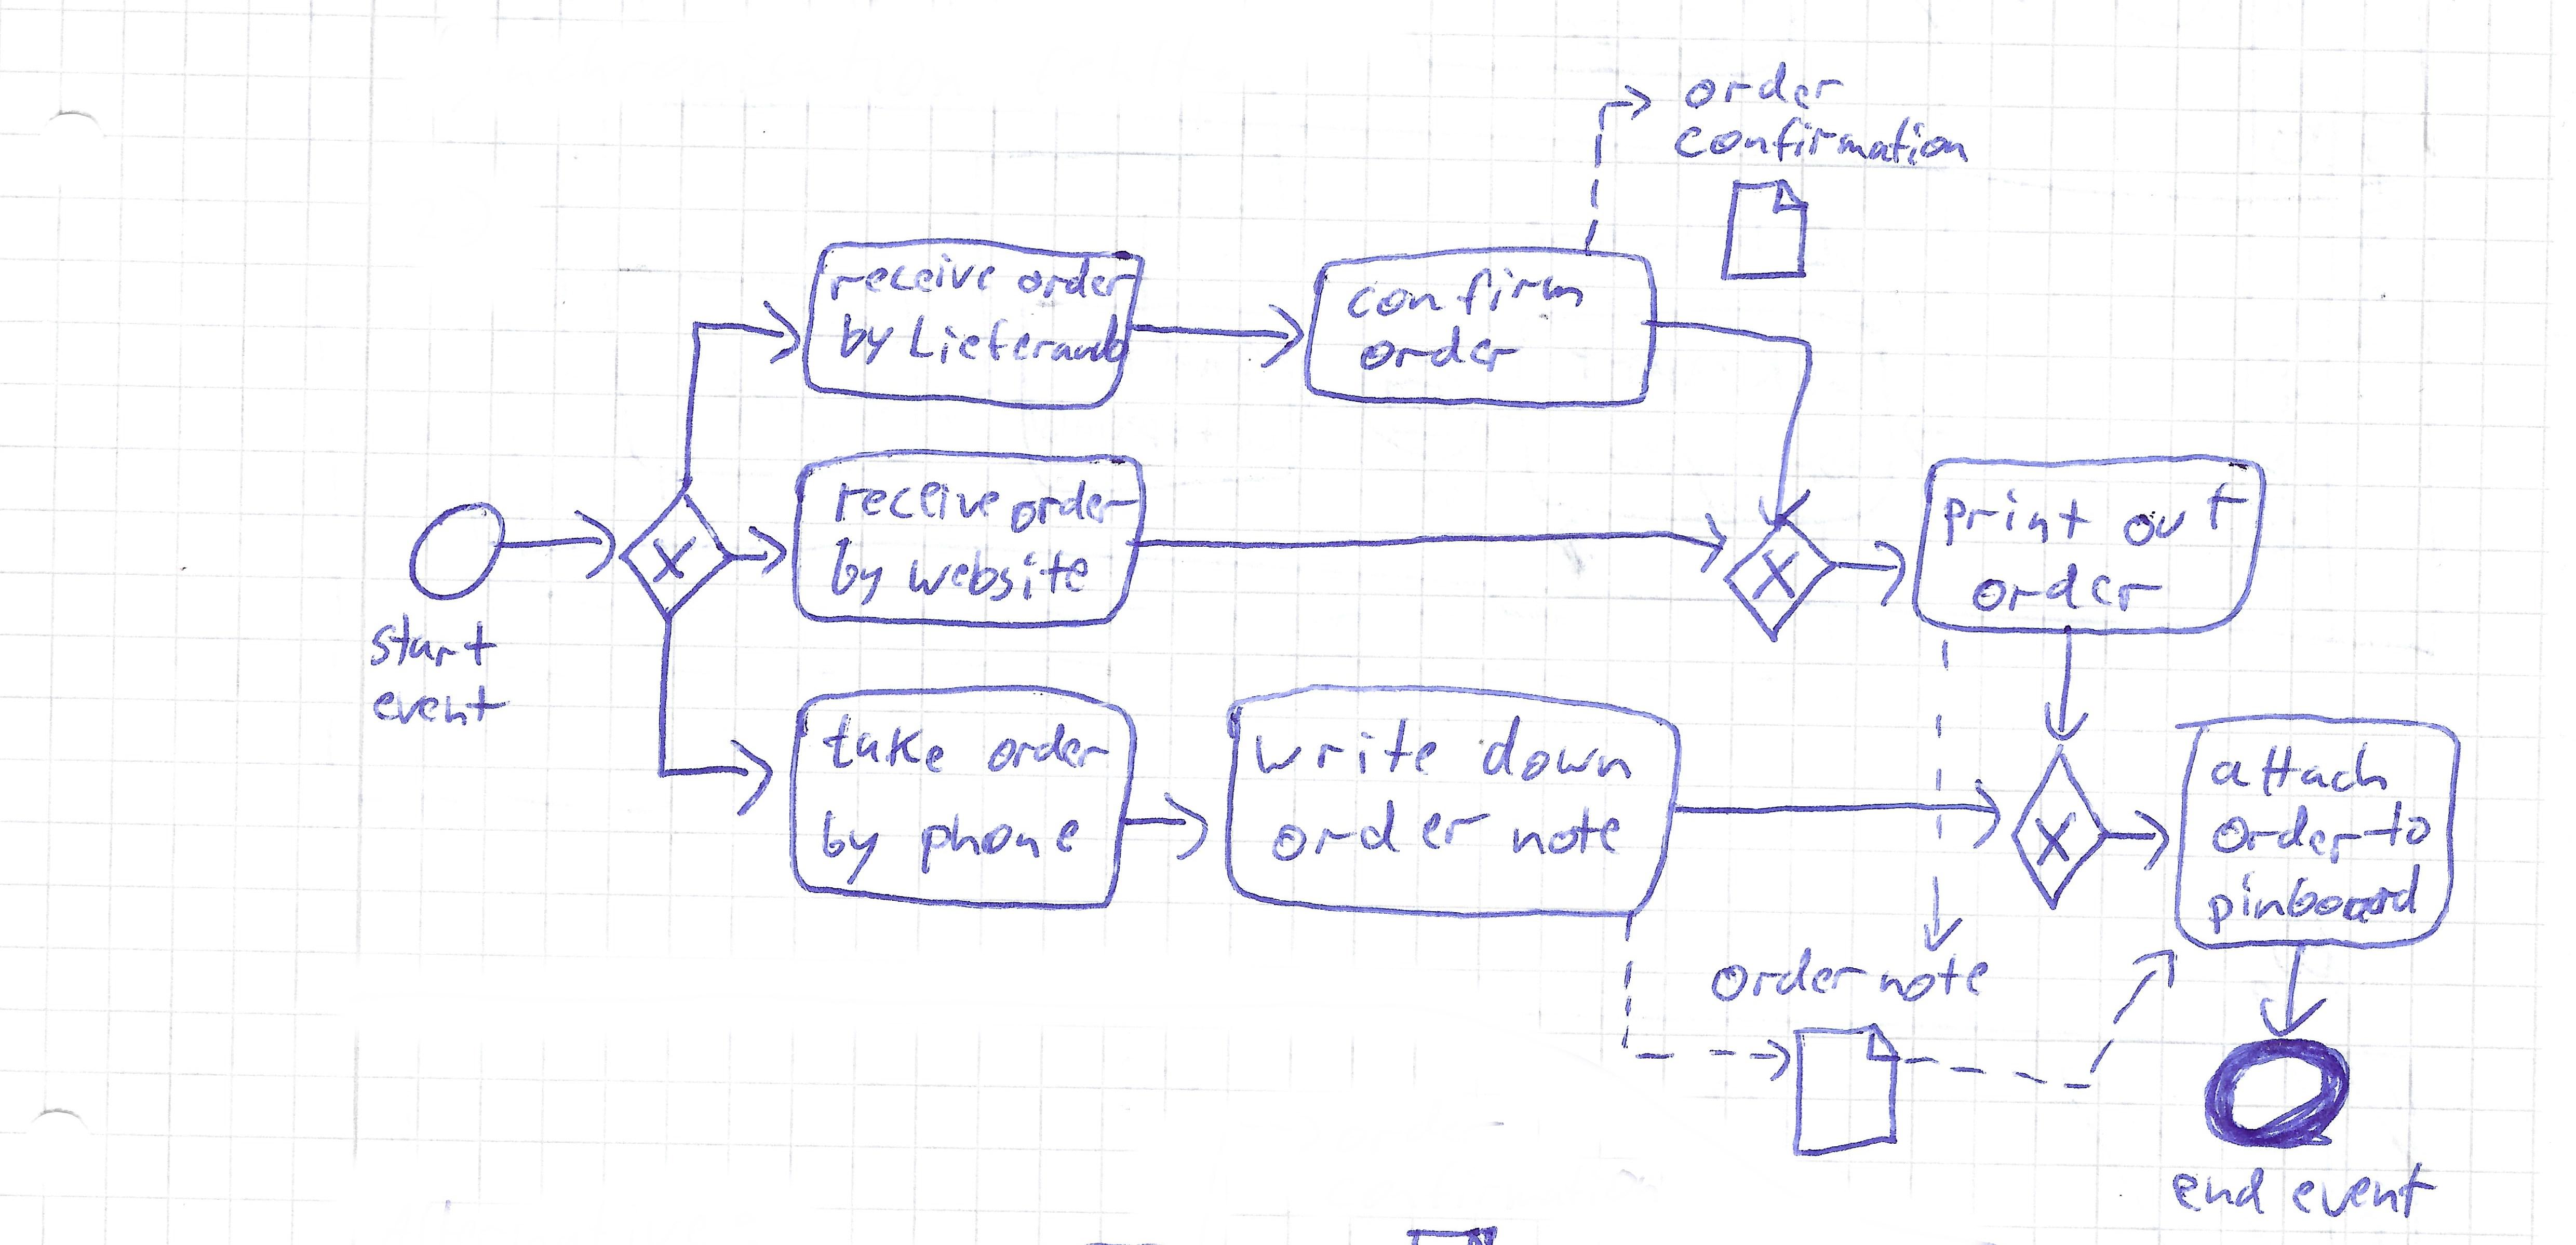 order
confirmation
receive order
by Lieferando
confirm
order
receive order
by website
X
X
print out
order
start
event
take order
by phone
write down
order note
X
attach
order to
pinboard
order note
end event